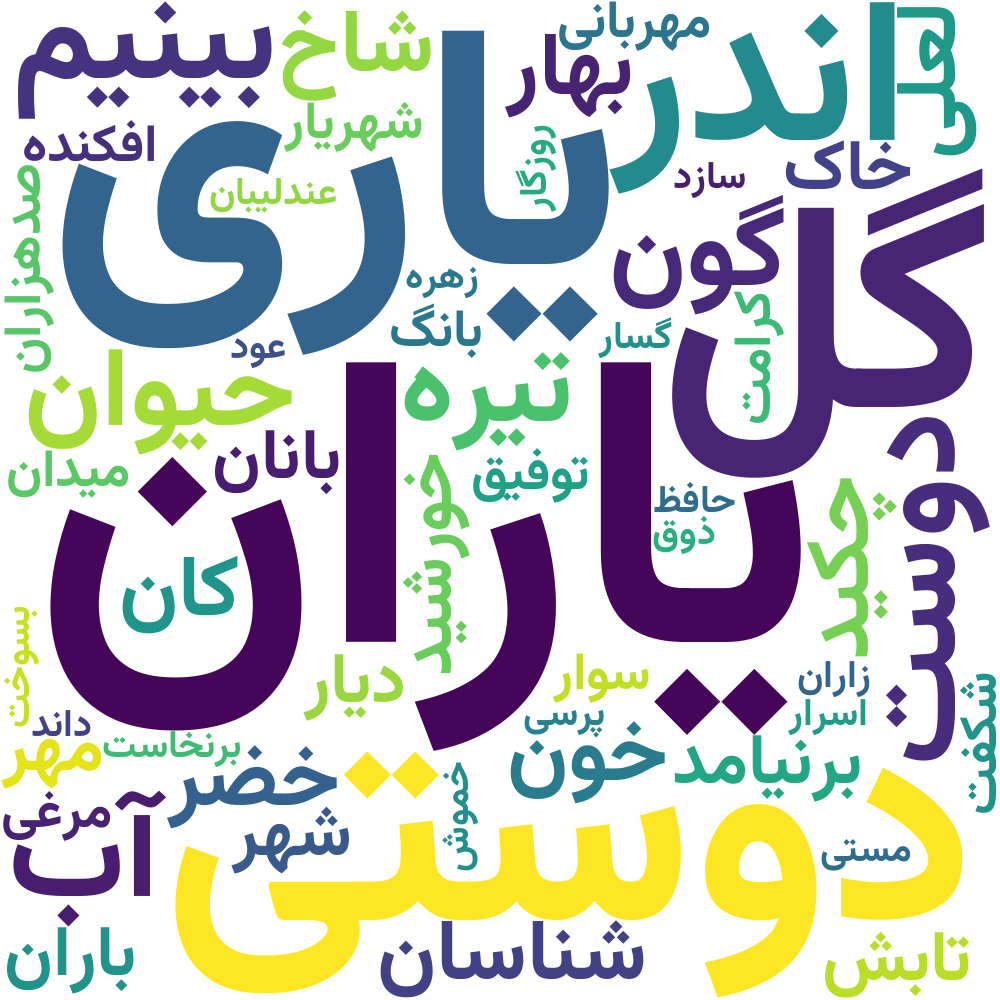 یاران
یاری
دوستی
گل
اندر
دوست
بینیم
شاخ
مهربانی
بهار
لعلی
افکنده
شهریار
روزگار
سازد
خاک
صدهزاران
عندلیبان
گون
زهره
بانگ
گسار
کرامت
عود
حیوان
تیره
میدان
بانان
خورشید
توفیق
حافظ
ذوق
چکید
کان
بسوخت
دیار
سوار
زاران
اسرار
شکفت
داند
مهر
برنخاست
پرسی
خون
برنیامد
خضر
مرغی
آب
شهر
خموش
مستی
باران
شناسان
تابش